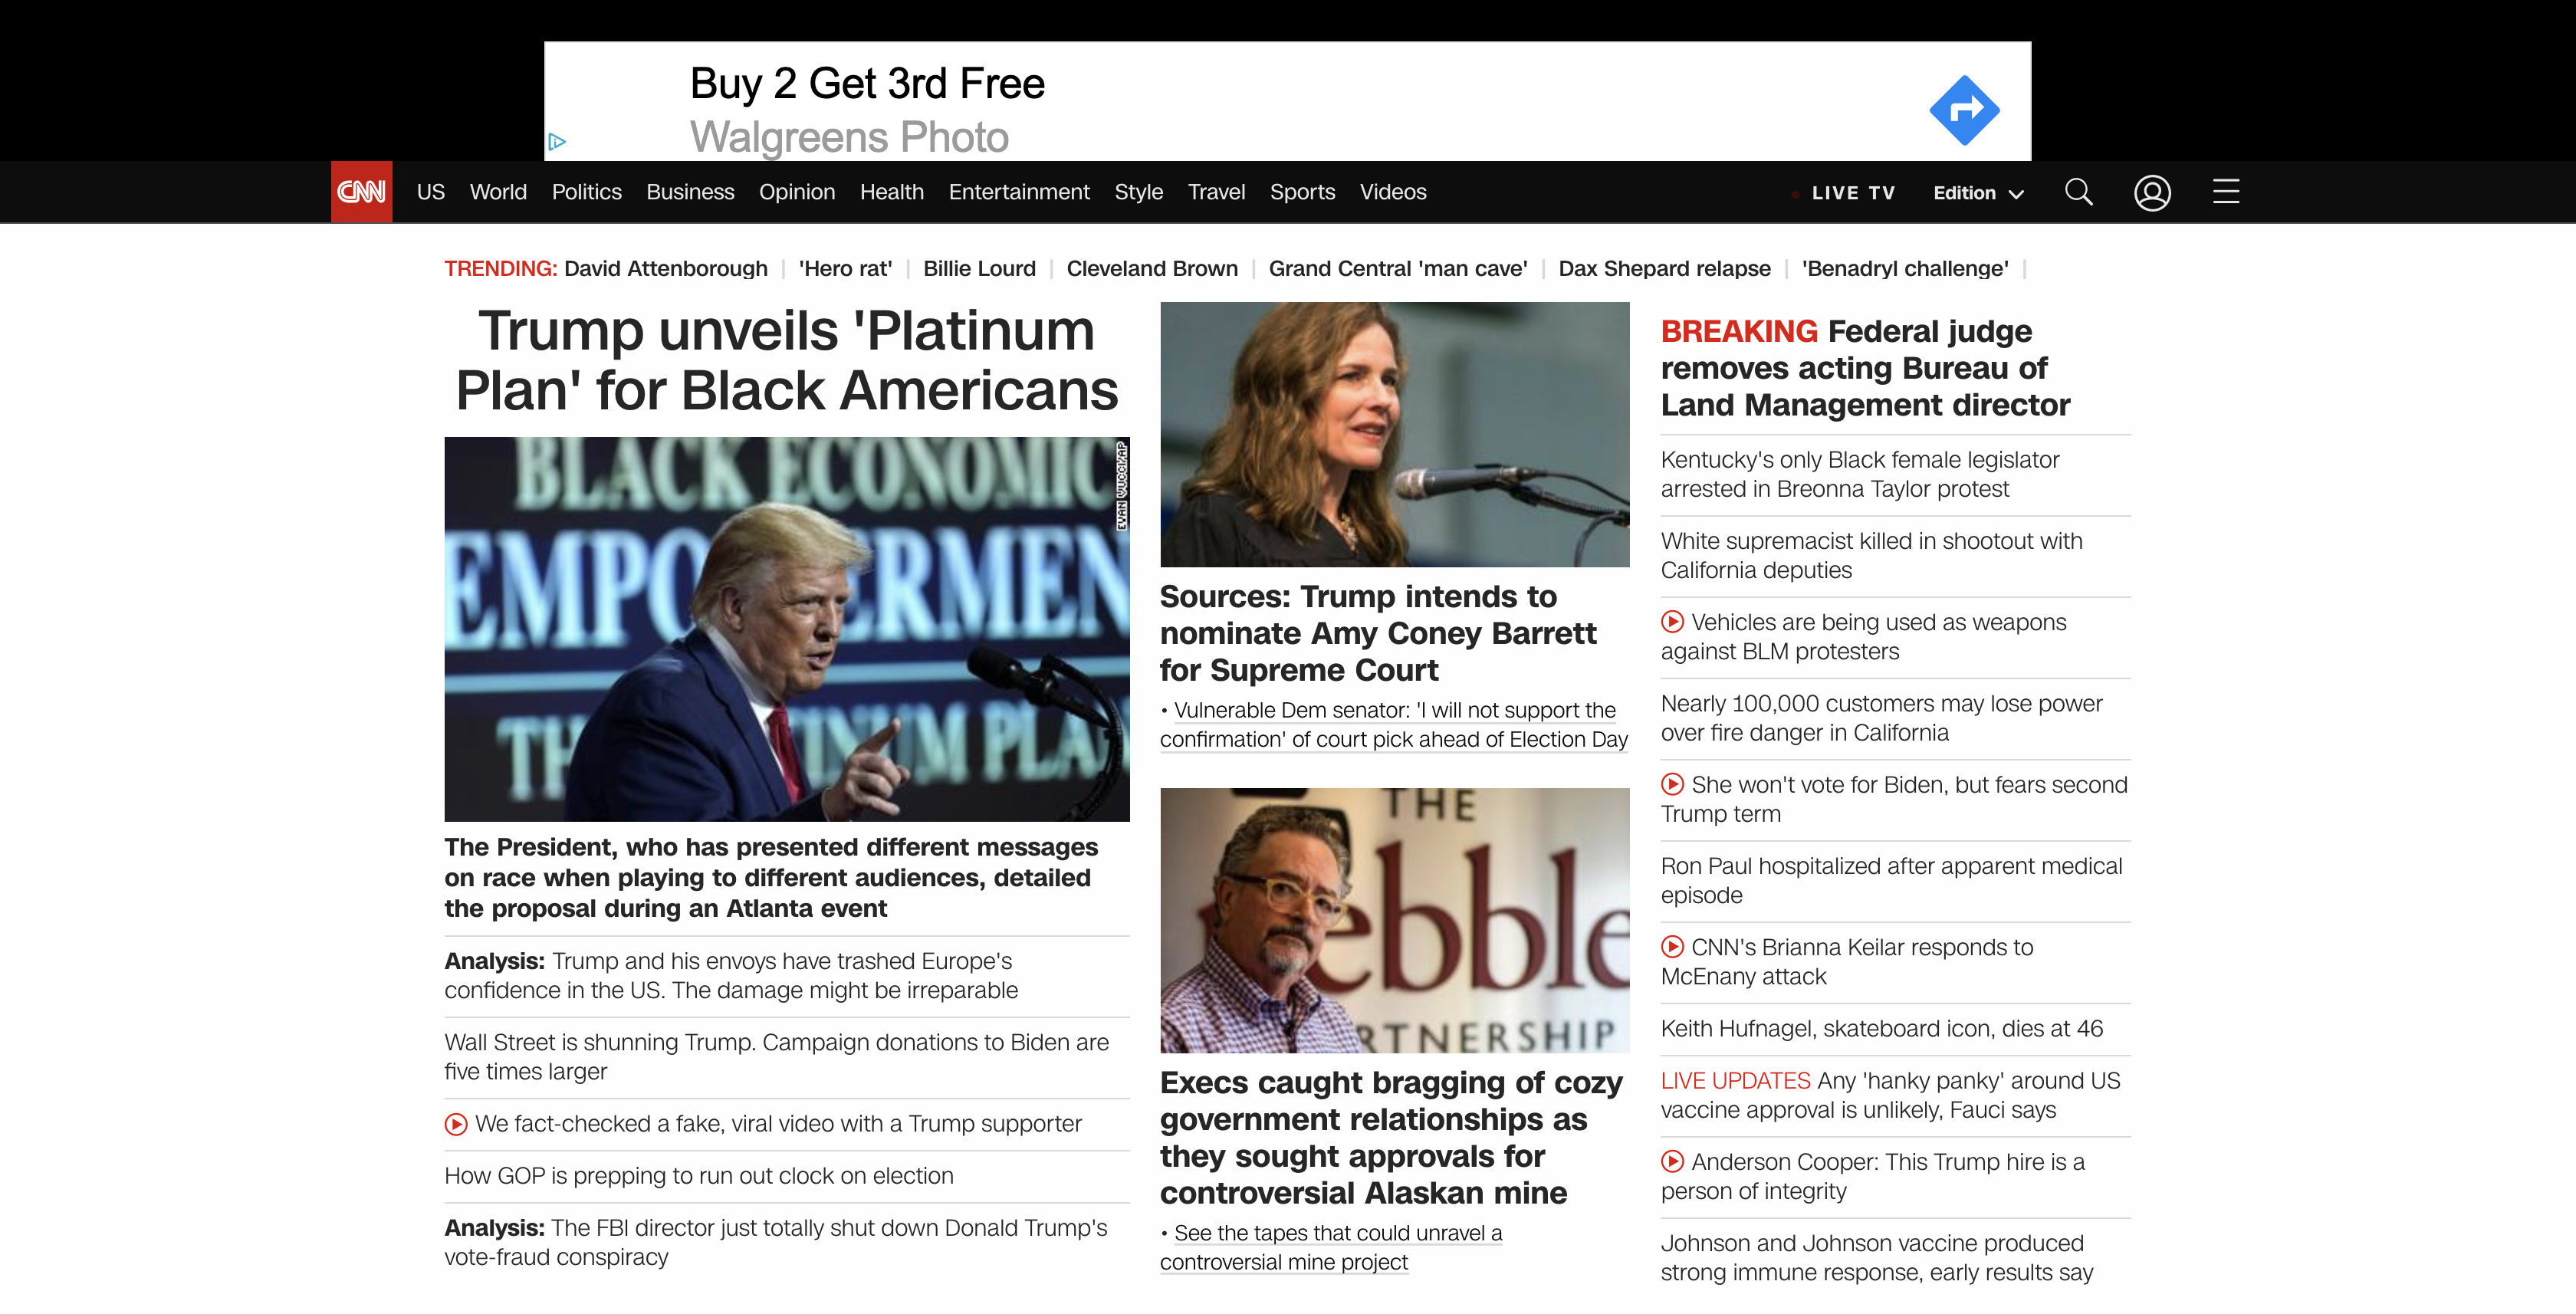 Buy 2 Get 3rd Free
Walgreens Photo
CNN US World Politics Business Opinion Health Entertainment Style Travel Sports Videos LIVE TV Edition
TRENDING: David Attenborough | 'Hero rat' | Billie Lourd | Cleveland Brown | Grand Central 'man cave' | Dax Shepard relapse | 'Benadryl challenge' |
Trump unveils 'Platinum
Plan' for Black Americans
BLACK ECONOMIC
EMPO ERMEN
TH INUM PLA
EVAN VUCCI/AP
The President, who has presented different messages
on race when playing to different audiences, detailed
the proposal during an Atlanta event
Analysis: Trump and his envoys have trashed Europe's
confidence in the US. The damage might be irreparable
Wall Street is shunning Trump. Campaign donations to Biden are
five times larger
We fact-checked a fake, viral video with a Trump supporter
How GOP is prepping to run out clock on election
Analysis: The FBI director just totally shut down Donald Trump's
vote-fraud conspiracy
Sources: Trump intends to
nominate Amy Coney Barrett
for Supreme Court
• Vulnerable Dem senator: 'I will not support the
confirmation' of court pick ahead of Election Day
THE
ebble
RTNERSHIP
Execs caught bragging of cozy
government relationships as
they sought approvals for
controversial Alaskan mine
• See the tapes that could unravel a
controversial mine project
BREAKING Federal judge
removes acting Bureau of
Land Management director
Kentucky's only Black female legislator
arrested in Breonna Taylor protest
White supremacist killed in shootout with
California deputies
Vehicles are being used as weapons
against BLM protesters
Nearly 100,000 customers may lose power
over fire danger in California
She won't vote for Biden, but fears second
Trump term
Ron Paul hospitalized after apparent medical
episode
CNN's Brianna Keilar responds to
McEnany attack
Keith Hufnagel, skateboard icon, dies at 46
LIVE UPDATES Any 'hanky panky' around US
vaccine approval is unlikely, Fauci says
Anderson Cooper: This Trump hire is a
person of integrity
Johnson and Johnson vaccine produced
strong immune response, early results say